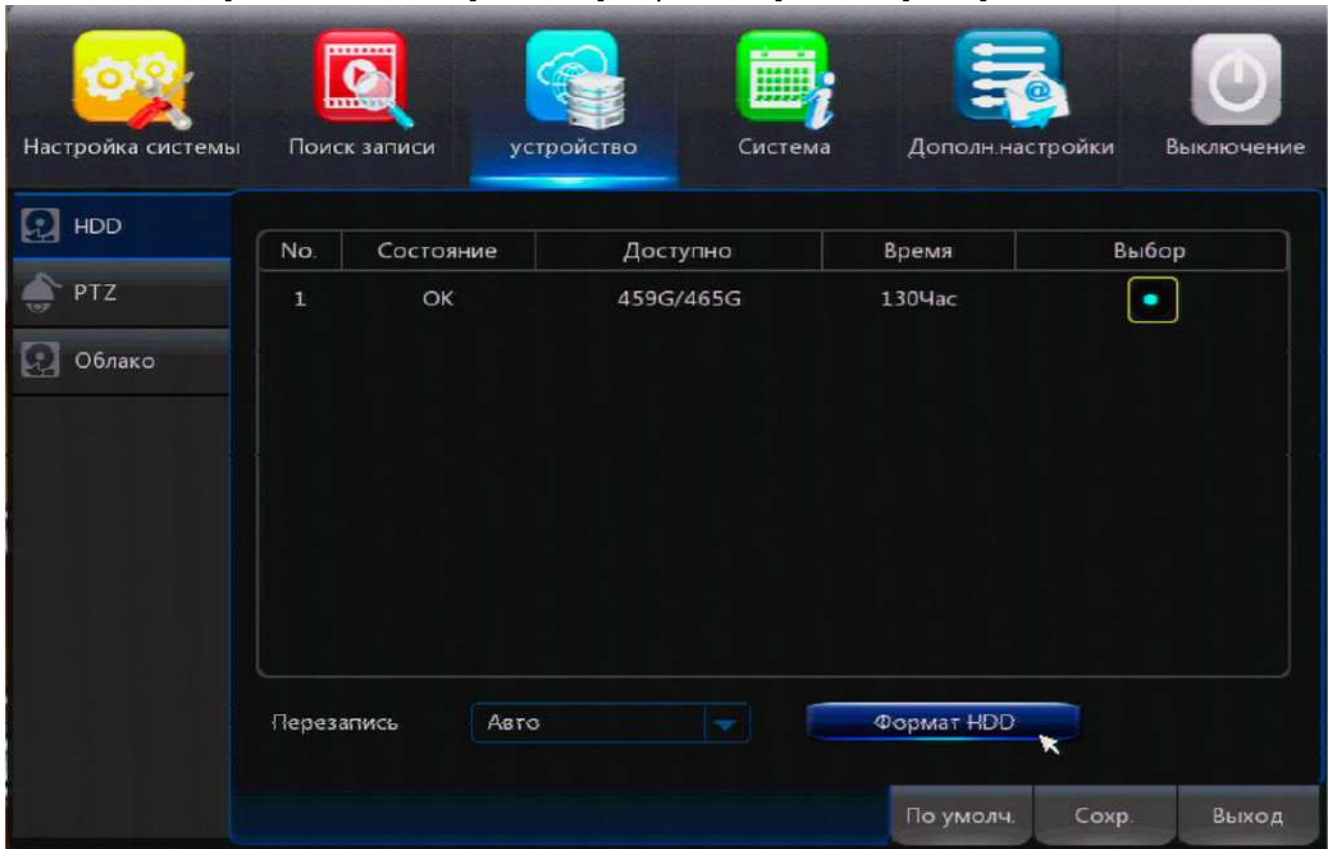 Настройка системы
Поиск записи
устройство
Система
Дополн.настройки
Выключение
HDD
PTZ
Облако
No. Состояние Доступно Время Выбор
1 OK 459G/465G 130Час
Перезапись Авто Формат HDD
По умолч. Сохр. Выход